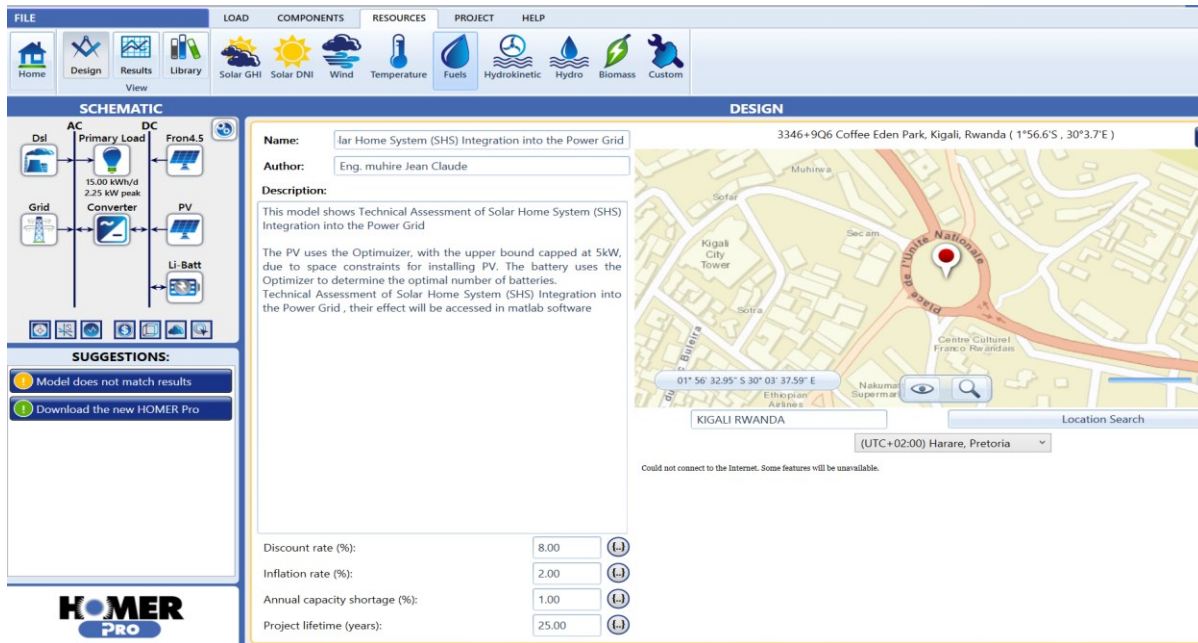 FILE
LOAD
COMPONENTS
RESOURCES
PROJECT
HELP
Home
Design
Results
Library
View
Solar GHI
Solar DNI
Wind
Temperature
Fuels
Hydrokinetic
Hydro
Biomass
Custom
SCHEMATIC
AC
DC
Dsl
Primary Load
Fron4.5
15.00 kWh/d
2.25 kW peak
Grid
Converter
PV
Li-Batt
SUGGESTIONS:
Model does not match results
Download the new HOMER Pro
HOMER
PRO
DESIGN
Name:
lar Home System (SHS) Integration into the Power Grid
Author:
Eng. muhire Jean Claude
Description:
This model shows Technical Assessment of Solar Home System (SHS)
Integration into the Power Grid
The PV uses the Optimuizer, with the upper bound capped at 5kW,
due to space constraints for installing PV. The battery uses the
Optimizer to determine the optimal number of batteries.
Technical Assessment of Solar Home System (SHS) Integration into
the Power Grid , their effect will be accessed in matlab software
Discount rate (%):
8.00
{..}
Inflation rate (%):
2.00
{..}
Annual capacity shortage (%):
1.00
{..}
Project lifetime (years):
25.00
{..}
3346+9Q6 Coffee Eden Park, Kigali, Rwanda ( 1°56.6'S , 30°3.7'E )
Muhirwa
Sofar
Secam
Kigali
City
Tower
Place de l'Unite Nationale
Sotra
Centre Culturel
Franco Rwandais
Nakumat
Supermar
Ethiopian
Airlines
01° 56' 32.95" S 30° 03' 37.59" E
KIGALI RWANDA
Location Search
(UTC+02:00) Harare, Pretoria
Could not connect to the Internet. Some features will be unavailable.